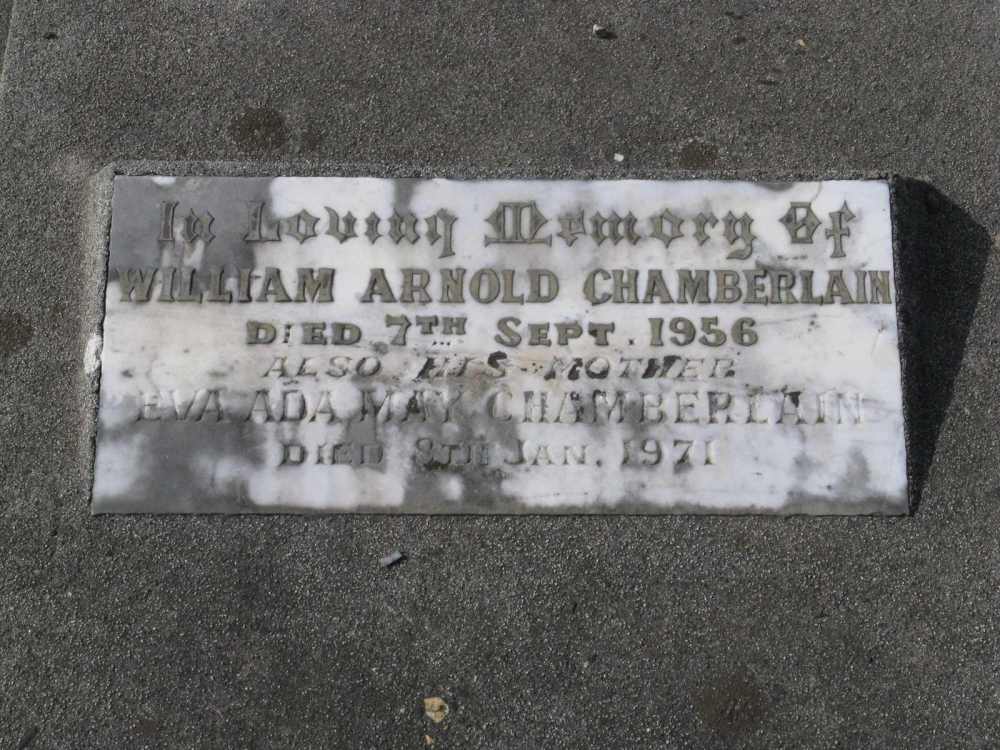 In Loving Memory Of
WILLIAM ARNOLD CHAMBERLAIN
DIED 7TH SEPT. 1956
ALSO HIS MOTHER
EVA ADA MAY CHAMBERLAIN
DIED 8TH JAN. 1971